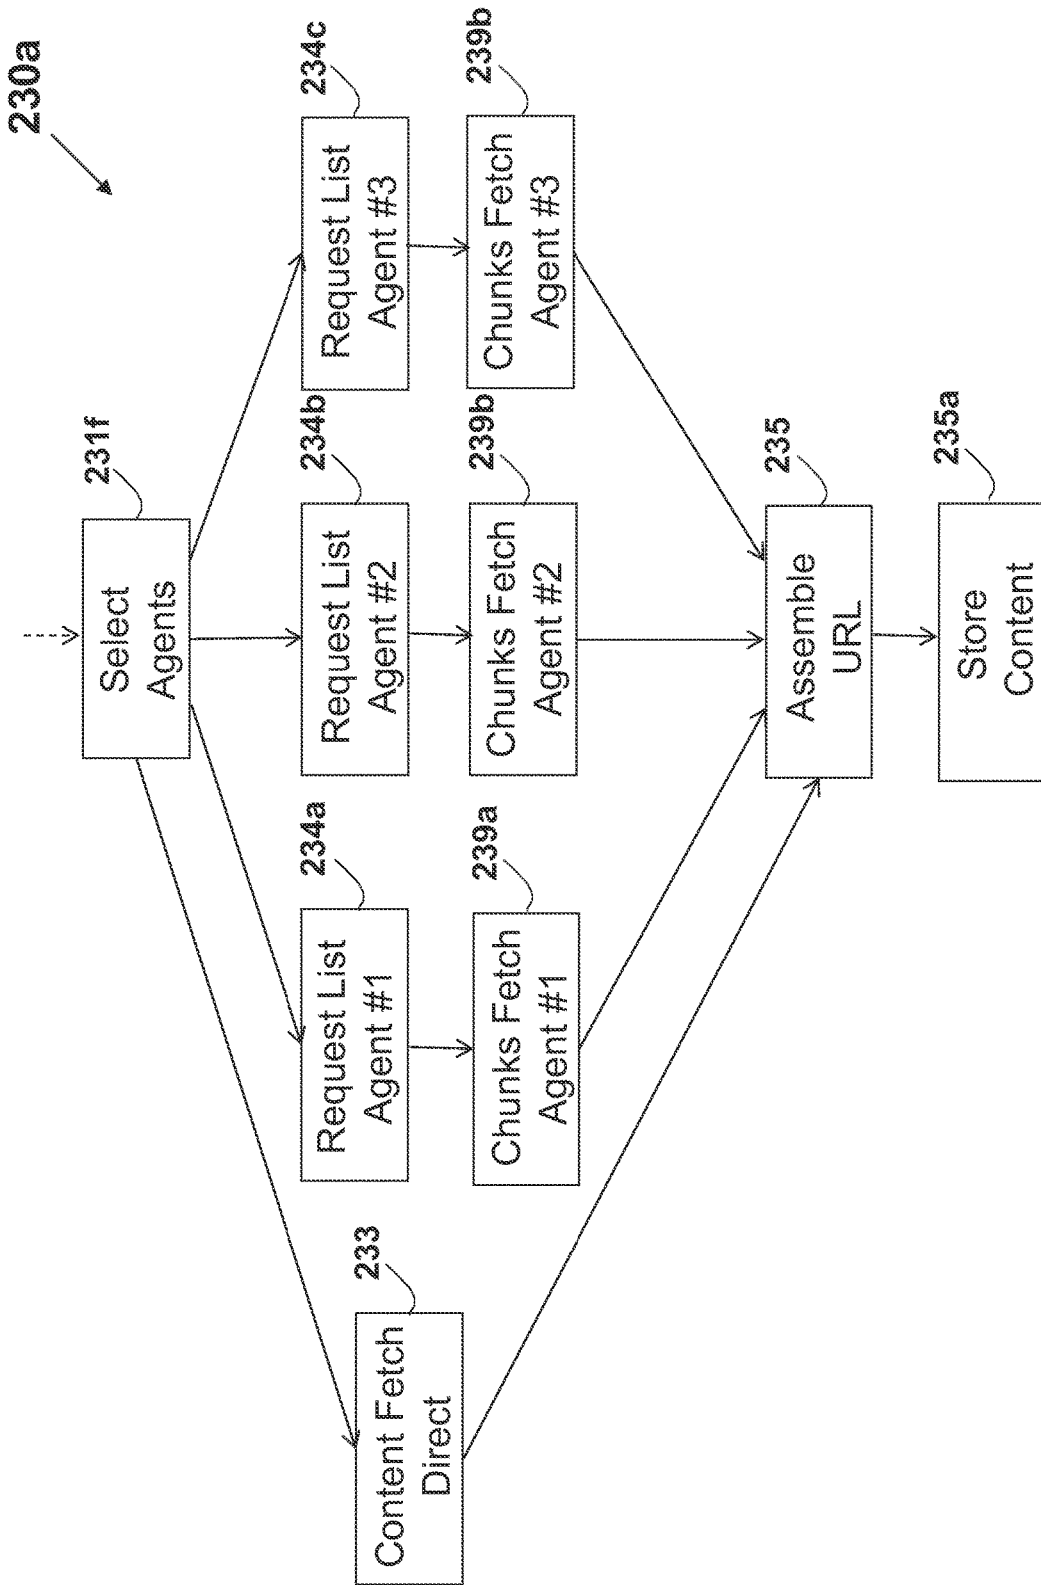 230a
231f
Select
Agents
233
Content Fetch
Direct
234a
Request List
Agent #1
234b
Request List
Agent #2
234c
Request List
Agent #3
239a
Chunks Fetch
Agent #1
239b
Chunks Fetch
Agent #2
239b
Chunks Fetch
Agent #3
235
Assemble
URL
235a
Store
Content